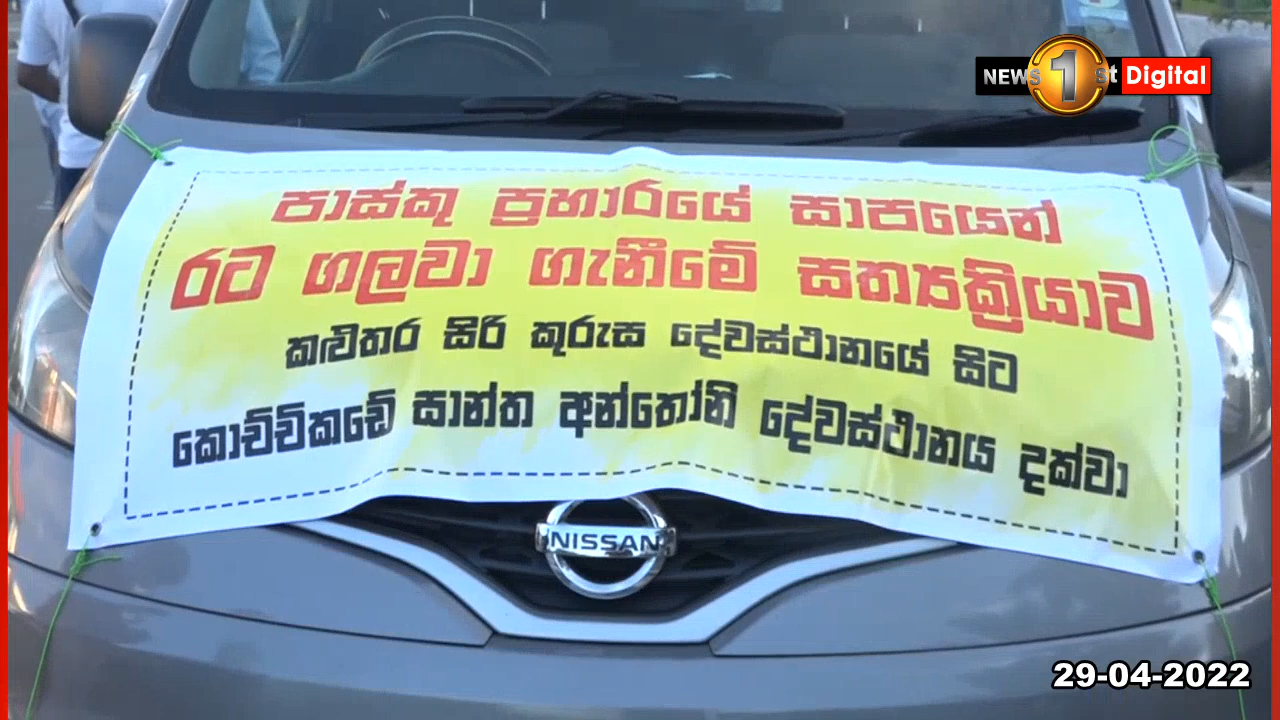 NEWS 1st Digital
පාස්කු ප්‍රහාරයේ සාපයෙන්
රට ගලවා ගැනීමේ සත්‍යක්‍රියාව
කළුතර සිරි කුරුස දේවස්ථානයේ සිට
කොච්චිකඩේ සාන්ත අන්තෝනි දේවස්ථානය දක්වා
NISSAN
29-04-2022